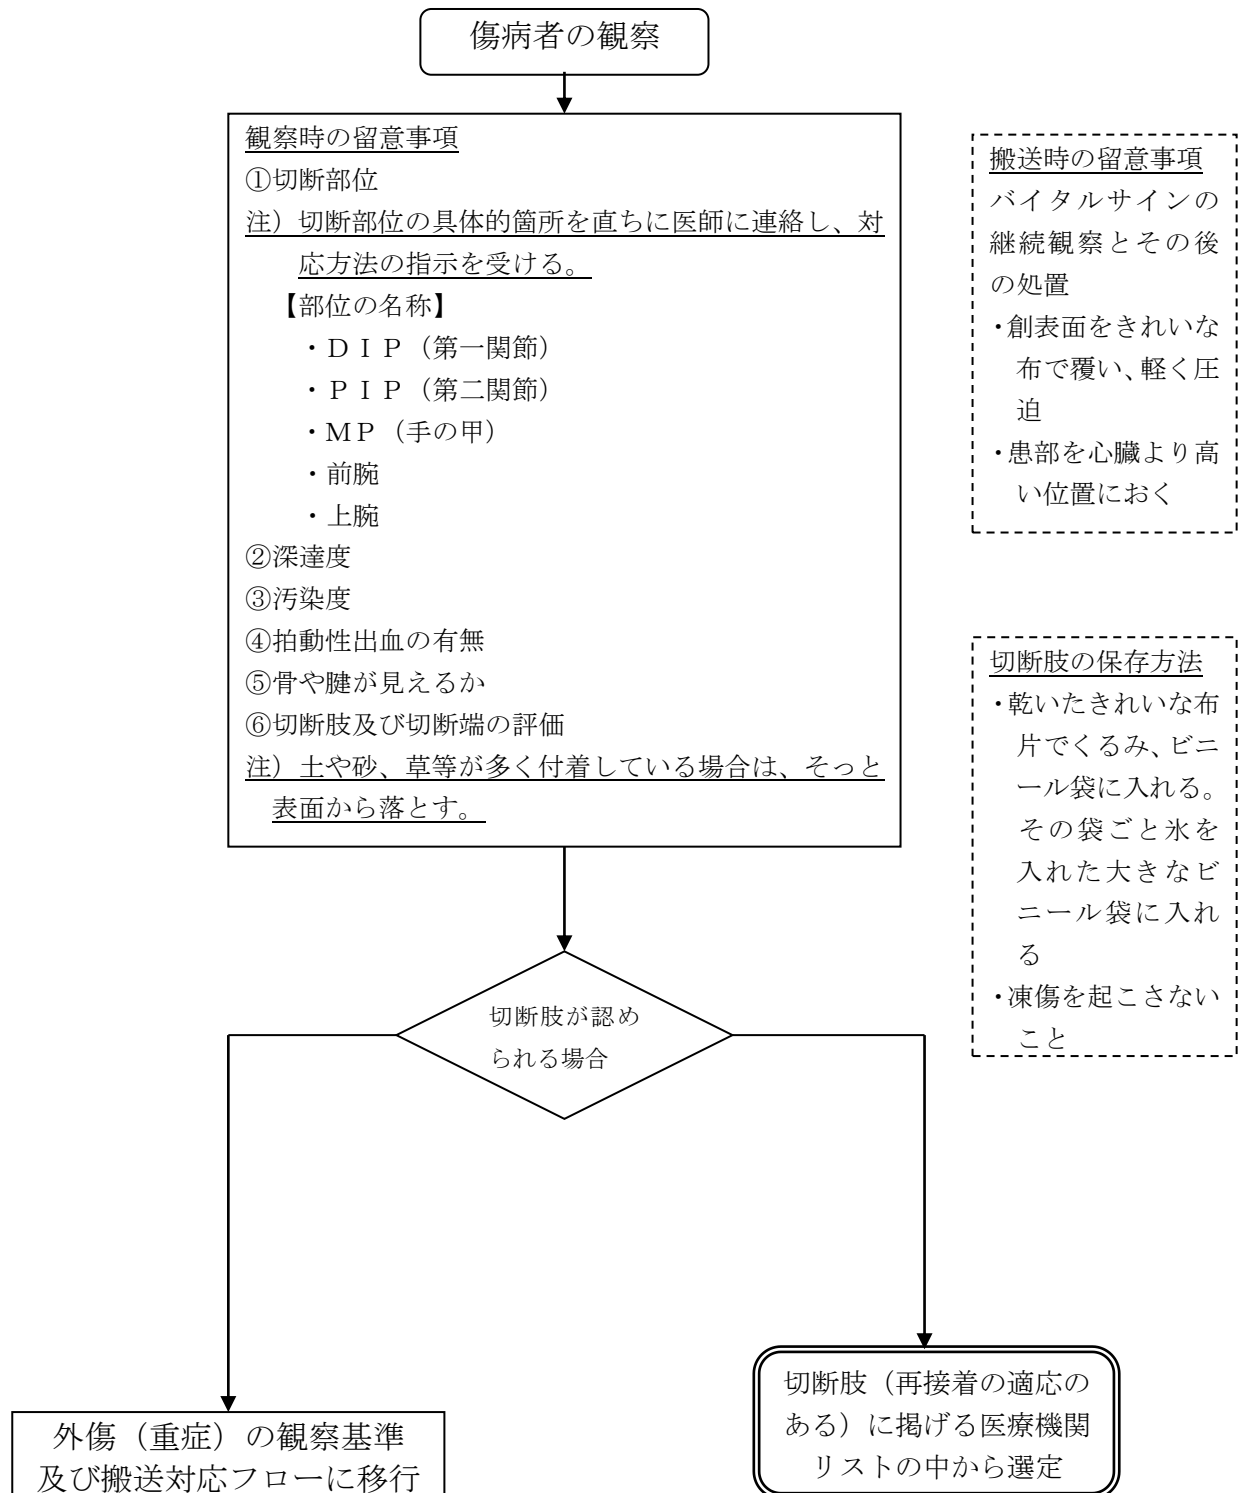 傷病者の観察
観察時の留意事項
①切断部位
注）切断部位の具体的箇所を直ちに医師に連絡し、対
応方法の指示を受ける。
【部位の名称】
・ＤＩＰ（第一関節）
・ＰＩＰ（第二関節）
・ＭＰ（手の甲）
・前腕
・上腕
②深達度
③汚染度
④拍動性出血の有無
⑤骨や腱が見えるか
⑥切断肢及び切断端の評価
注）土や砂、草等が多く付着している場合は、そっと
表面から落とす。
搬送時の留意事項
バイタルサインの
継続観察とその後
の処置
・創表面をきれいな
布で覆い、軽く圧
迫
・患部を心臓より高
い位置におく
切断肢の保存方法
・乾いたきれいな布
片でくるみ、ビニ
ール袋に入れる。
その袋ごと氷を
入れた大きなビ
ニール袋に入れ
る
・凍傷を起こさない
こと
切断肢が認め
られる場合
外傷（重症）の観察基準
及び搬送対応フローに移行
切断肢（再接着の適応の
ある）に掲げる医療機関
リストの中から選定